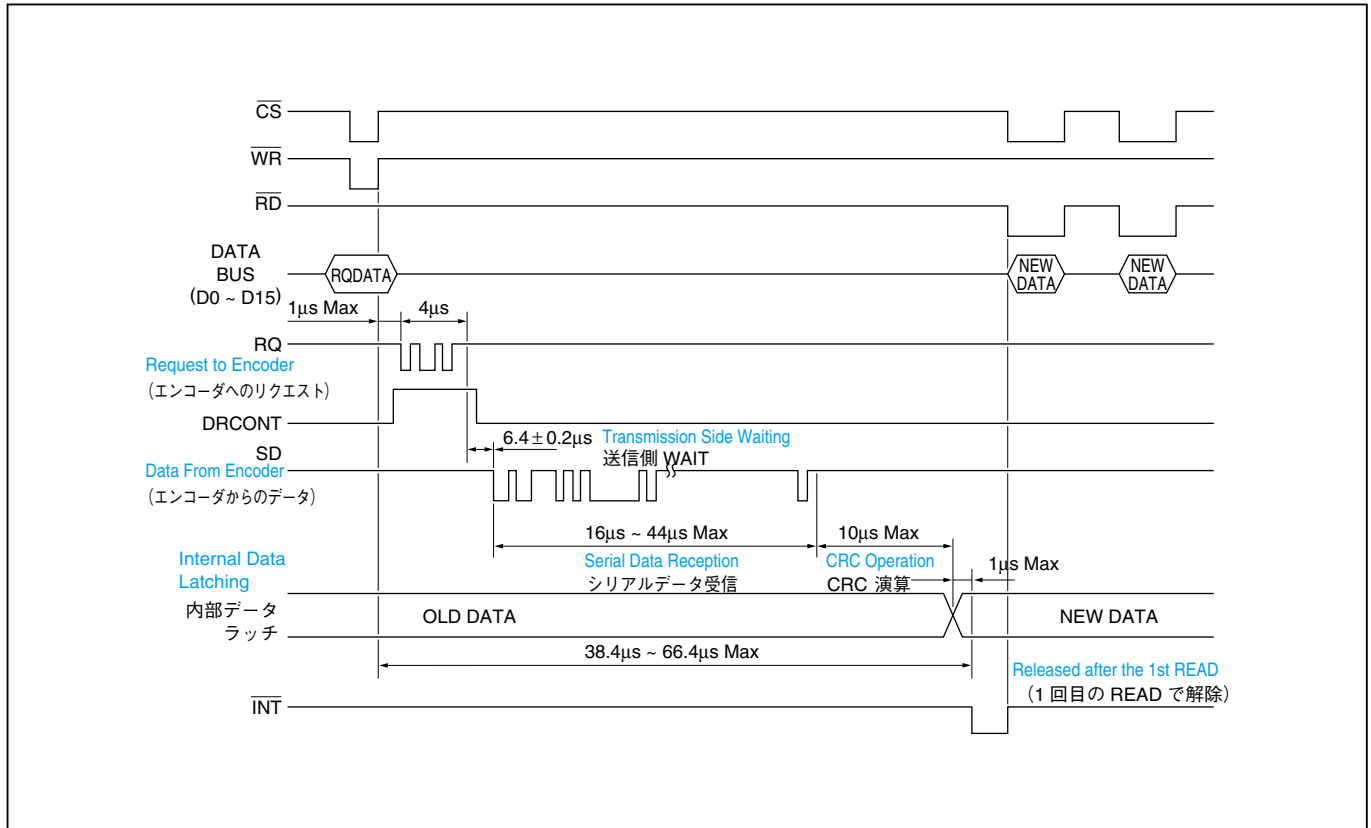 CS
WR
RD
DATA
BUS
(D0 ~ D15)
RQDATA
NEW
DATA
NEW
DATA
1μs Max
4μs
RQ
Request to Encoder
(エンコーダへのリクエスト)
DRCONT
6.4±0.2μs
Transmission Side Waiting
送信側 WAIT
SD
Data From Encoder
(エンコーダからのデータ)
16μs ~ 44μs Max
10μs Max
Serial Data Reception
シリアルデータ受信
CRC Operation
CRC 演算
1μs Max
Internal Data
Latching
内部データ
ラッチ
OLD DATA
NEW DATA
38.4μs ~ 66.4μs Max
Released after the 1st READ
(1 回目の READ で解除)
INT